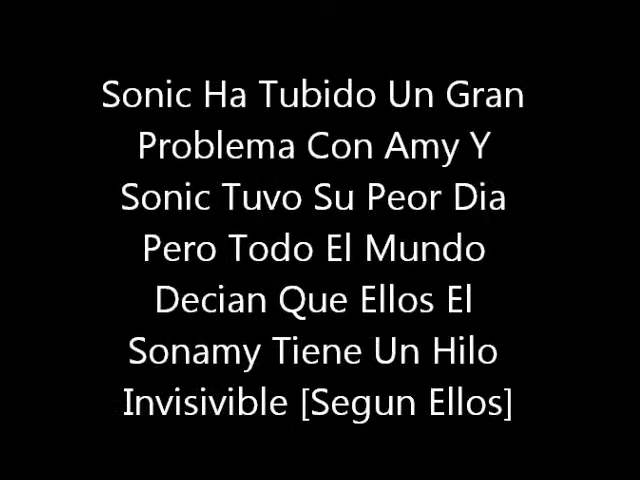 Sonic Ha Tubido Un Gran
Problema Con Amy Y
Sonic Tuvo Su Peor Dia
Pero Todo El Mundo
Decian Que Ellos El
Sonamy Tiene Un Hilo
Invisivible [Segun Ellos]